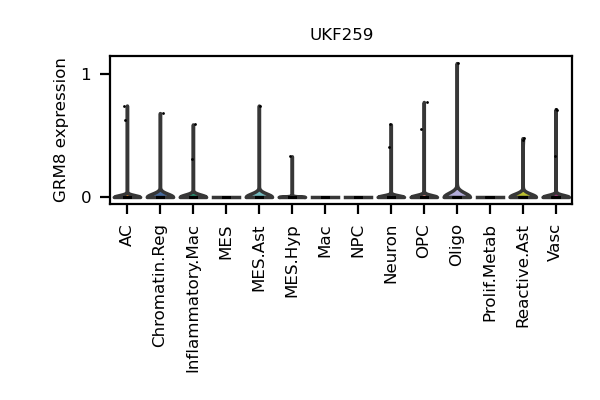 UKF259
GRM8 expression
1
0
AC
Chromatin.Reg
Inflammatory.Mac
MES
MES.Ast
MES.Hyp
Mac
NPC
Neuron
OPC
Oligo
Prolif.Metab
Reactive.Ast
Vasc